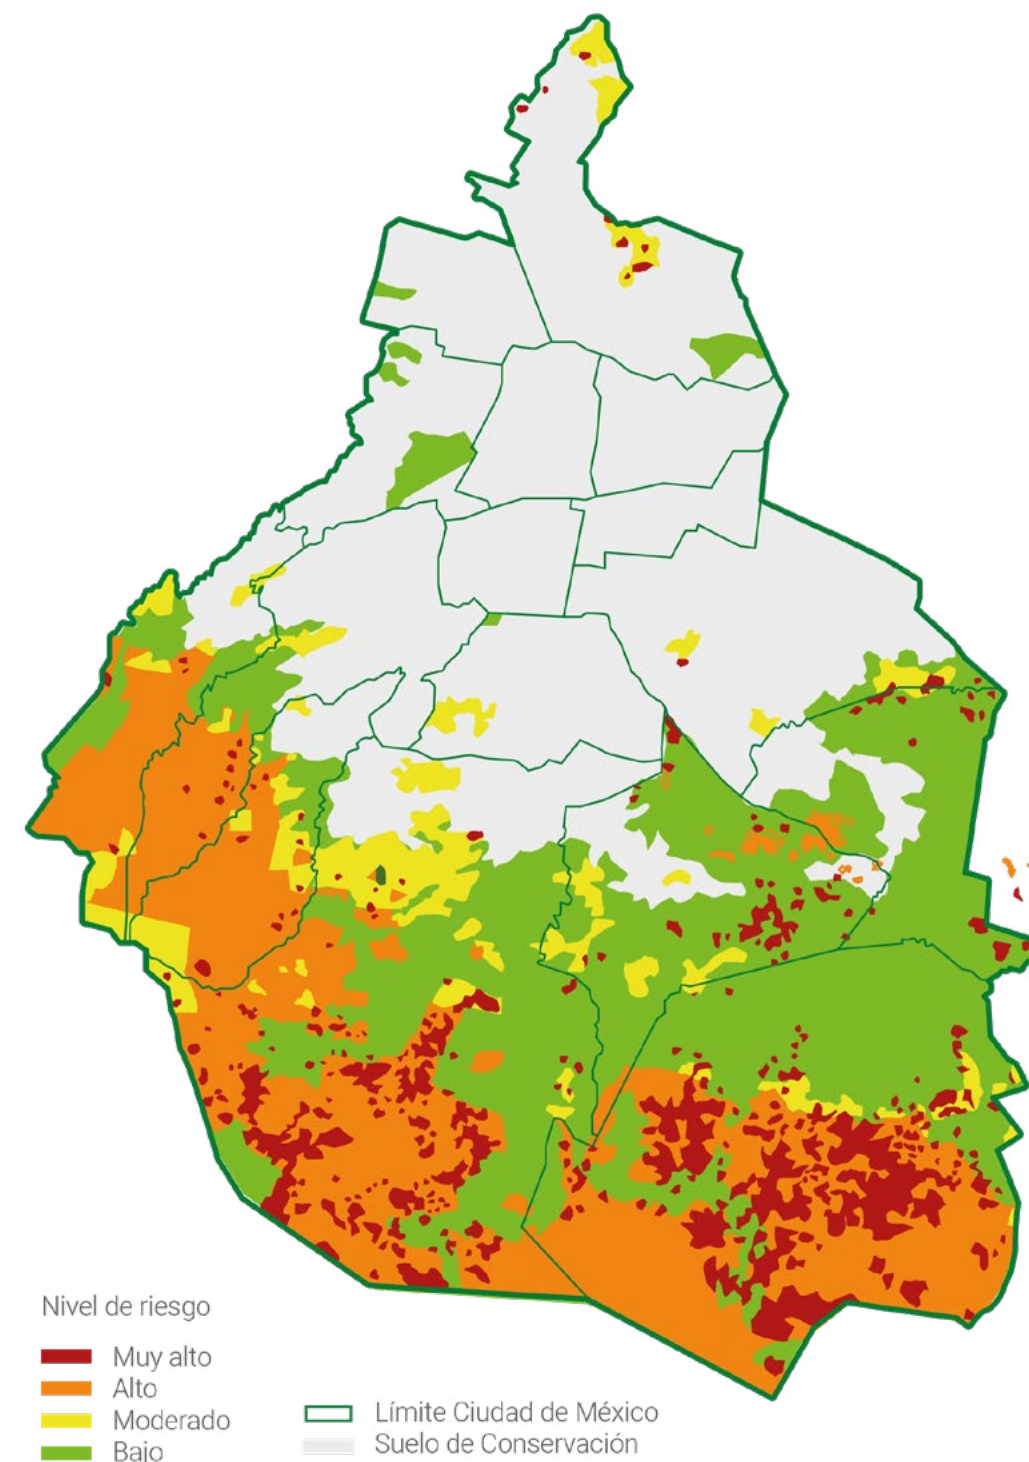 Nivel de riesgo
Muy alto
Alto
Moderado
Bajo
Límite Ciudad de México
Suelo de Conservación